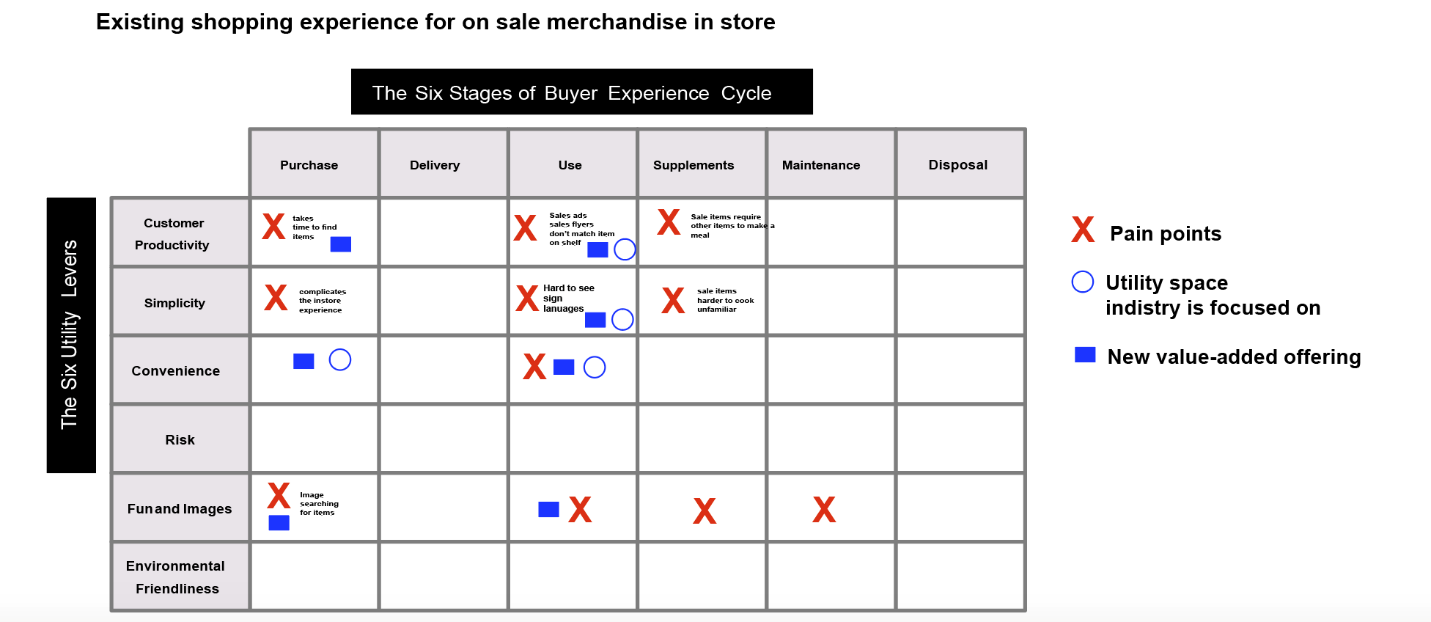 Existing shopping experience for on sale merchandise in store
The Six Stages of Buyer Experience Cycle
Purchase
Delivery
Use
Supplements
Maintenance
Disposal
The Six Utility Levers
Customer
Productivity
X
takes
time to find
items
X
Sales ads
sales flyers
don't match item
on shelf
X
Sale items require
other items to make a
meal
Simplicity
X
complicates
the instore
experience
X
Hard to see
sign
lanuages
X
sale items
harder to cook
unfamiliar
Convenience
X
Risk
Fun and Images
X
Image
searching
for items
X
X
X
Environmental
Friendliness
X Pain points
Utility space
indistry is focused on
New value-added offering